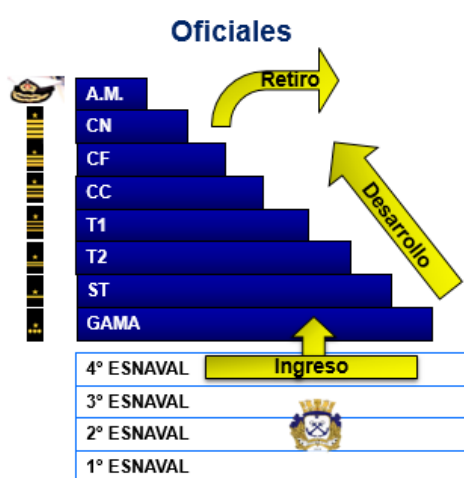 Oficiales
A.M.
Retiro
CN
CF
CC
Desarrollo
T1
T2
ST
GAMA
4° ESNAVAL
Ingreso
3° ESNAVAL
2° ESNAVAL
1° ESNAVAL